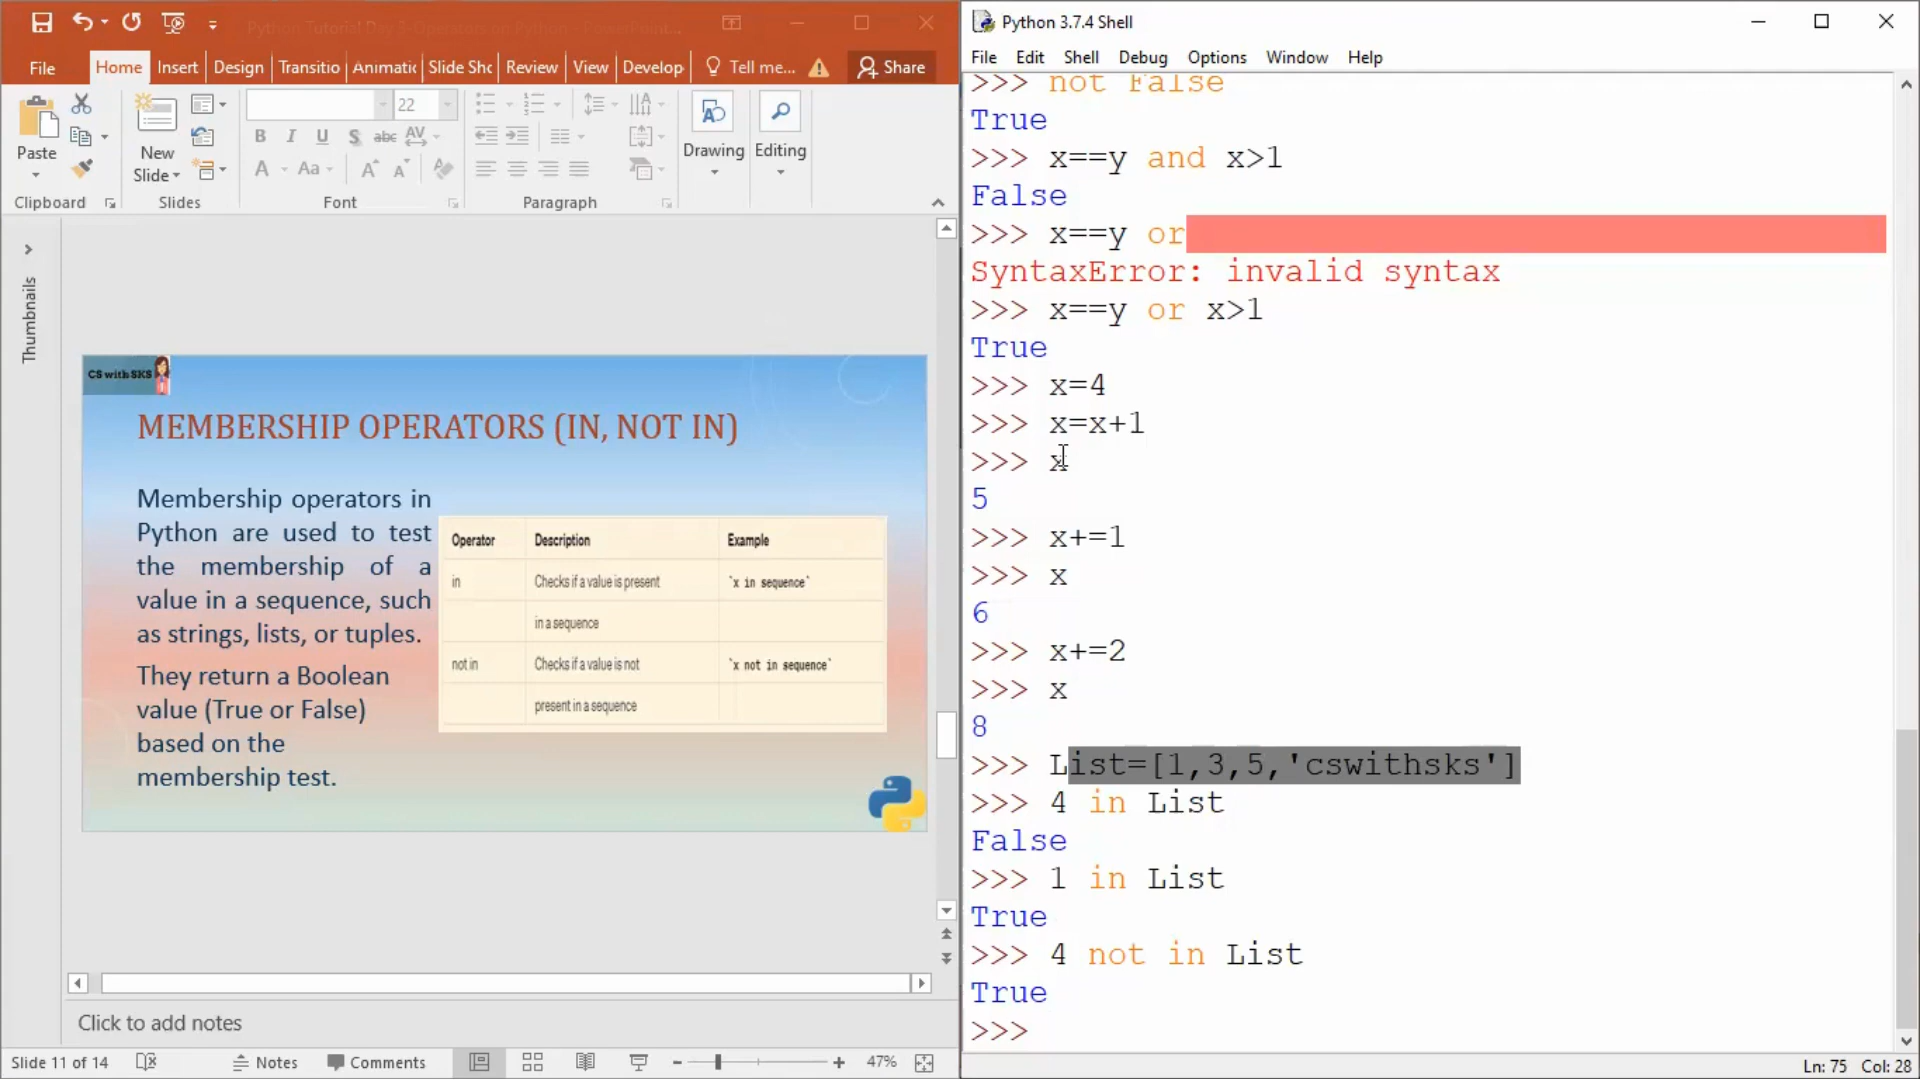 Python Tutorial Day 3-Operators on Python
File
Home
Insert
Design
Transitio
Animatic
Slide Shc
Review
View
Develop
Tell me...
Share
22
Paste
New
Slide
Drawing
Editing
Clipboard
Slides
Font
Paragraph
Thumbnails
CS with SKS
MEMBERSHIP OPERATORS (IN, NOT IN)
Membership operators in
Python are used to test
the membership of a
value in a sequence, such
as strings, lists, or tuples.
They return a Boolean
value (True or False)
based on the
membership test.
Operator Description Example
in Checks if a value is present `x in sequence`
in a sequence
not in Checks if a value is not `x not in sequence`
present in a sequence
Click to add notes
Slide 11 of 14
Notes
Comments
47%
Python 3.7.4 Shell
File Edit Shell Debug Options Window Help
>>> not False
True
>>> x==y and x>1
False
>>> x==y or
SyntaxError: invalid syntax
>>> x==y or x>1
True
>>> x=4
>>> x=x+1
>>> x
5
>>> x+=1
>>> x
6
>>> x+=2
>>> x
8
>>> List=[1,3,5,'cswithsks']
>>> 4 in List
False
>>> 1 in List
True
>>> 4 not in List
True
>>>
Ln: 75 Col: 28